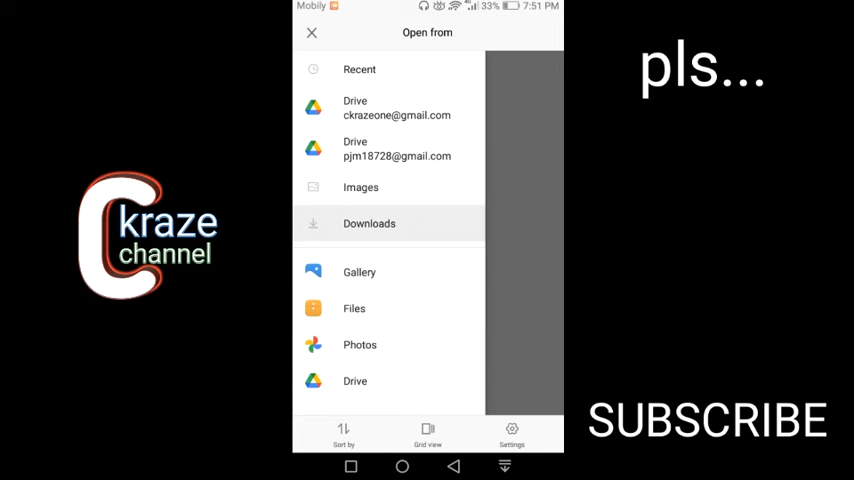 Mobily 33% 7:51 PM
Open from
Recent
Drive
ckrazeone@gmail.com
Drive
pjm18728@gmail.com
Images
Downloads
Gallery
Files
Photos
Drive
Sort by Grid view Settings
Ckraze
channel
pls...
SUBSCRIBE